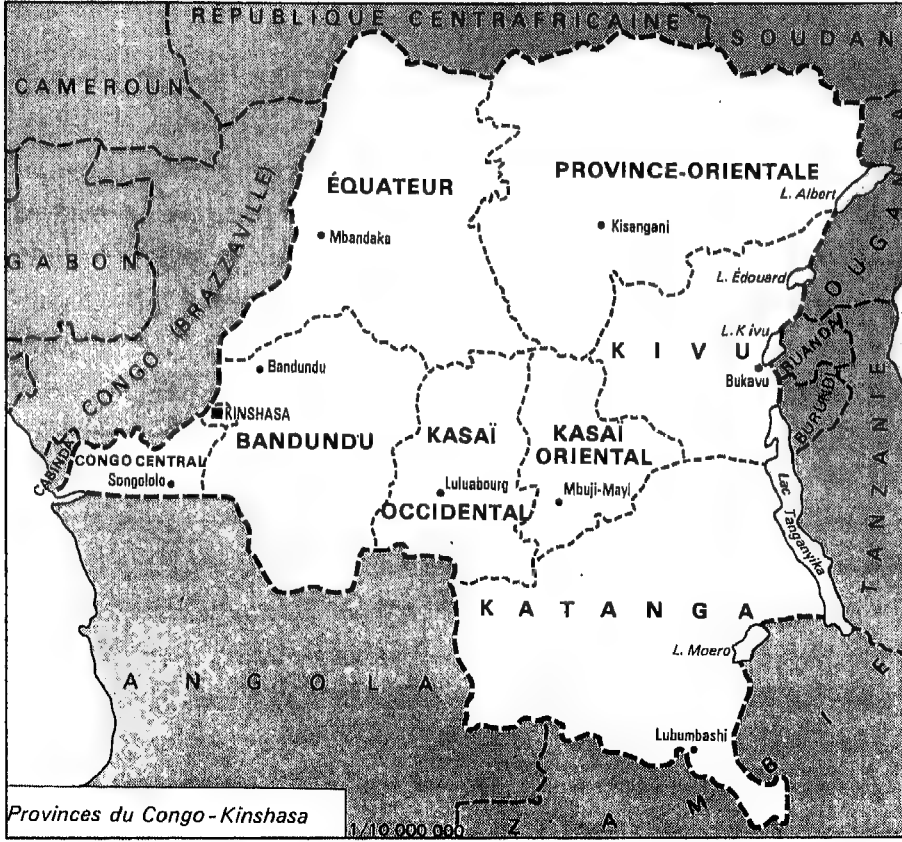 RÉPUBLIQUE CENTRAFRICAINE
SOUDAN
CAMEROUN
ÉQUATEUR
PROVINCE-ORIENTALE
L. Albert
Mbandaka
Kisangani
GABON
CONGO (BRAZZAVILLE)
OUGANDA
L. Édouard
L. Kivu
KIVU
RUANDA
Bandundu
Bukavu
BURUNDI
KINSHASA
BANDUNDU
KASAÏ
KASAÏ
ORIENTAL
CABINDA
CONGO CENTRAL
Songololo
Luluabourg
Mbuji-Mayi
OCCIDENTAL
Lac
Tanganyika
TANZANIE
KATANGA
L. Moero
ANGOLA
Lubumbashi
ZAMBIE
Provinces du Congo-Kinshasa
1/10 000 000